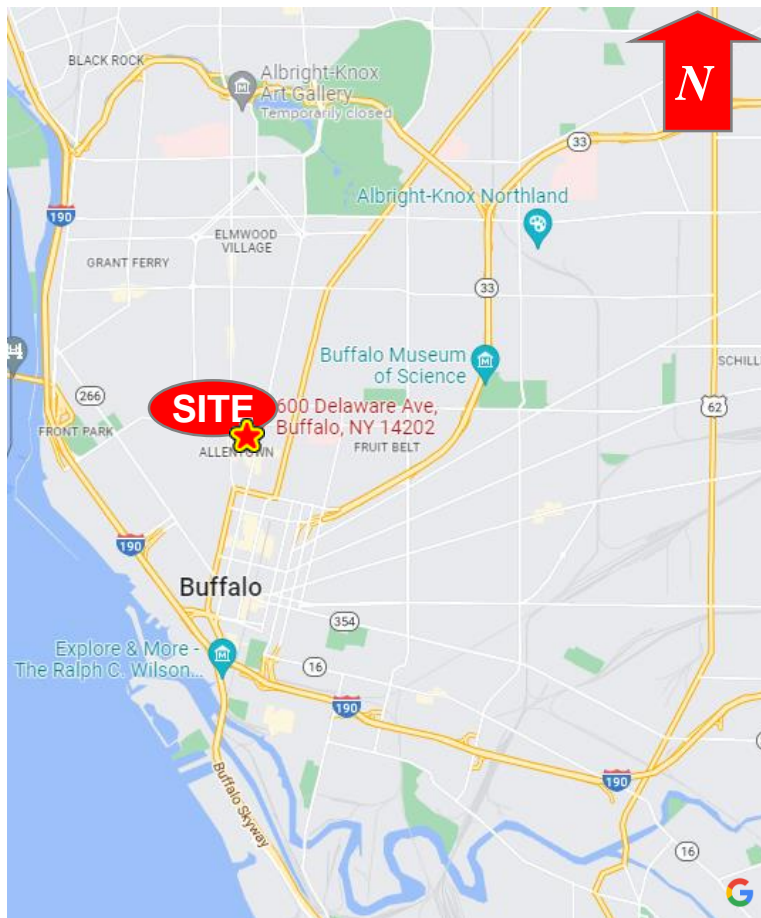 BLACK ROCK
Albright-Knox
Art Gallery
Temporarily closed
N
33
Albright-Knox Northland
190
ELMWOOD
VILLAGE
GRANT FERRY
33
Buffalo Museum
of Science
SCHILL
266
62
SITE
600 Delaware Ave,
Buffalo, NY 14202
FRONT PARK
ALLENTOWN
FRUIT BELT
190
Buffalo
354
Explore & More -
The Ralph C. Wilson...
16
190
Buffalo Skyway
190
16
G